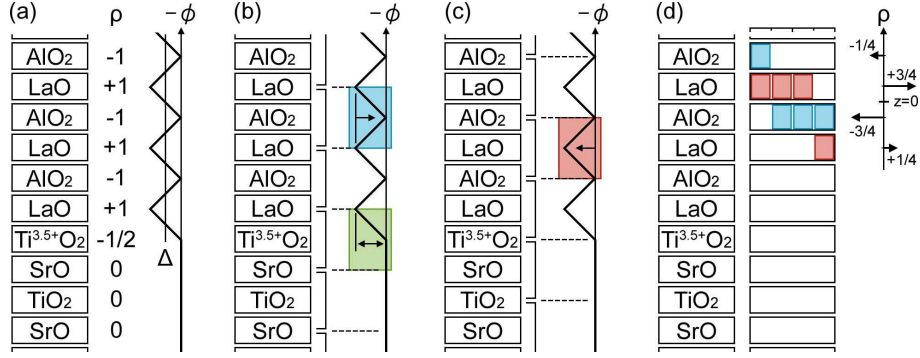 (a) ρ −ϕ (b) −ϕ (c) −ϕ (d) ρ
AlO₂ -1 AlO₂ AlO₂ AlO₂ -1/4
LaO +1 LaO LaO LaO +3/4
z=0
AlO₂ -1 AlO₂ AlO₂ AlO₂ -3/4
LaO +1 LaO LaO LaO +1/4
AlO₂ -1 AlO₂ AlO₂ AlO₂
LaO +1 LaO LaO LaO
Ti³·⁵⁺O₂ -1/2 Ti³·⁵⁺O₂ Ti³·⁵⁺O₂ Ti³·⁵⁺O₂
SrO 0 Δ SrO SrO SrO
TiO₂ 0 TiO₂ TiO₂ TiO₂
SrO 0 SrO SrO SrO